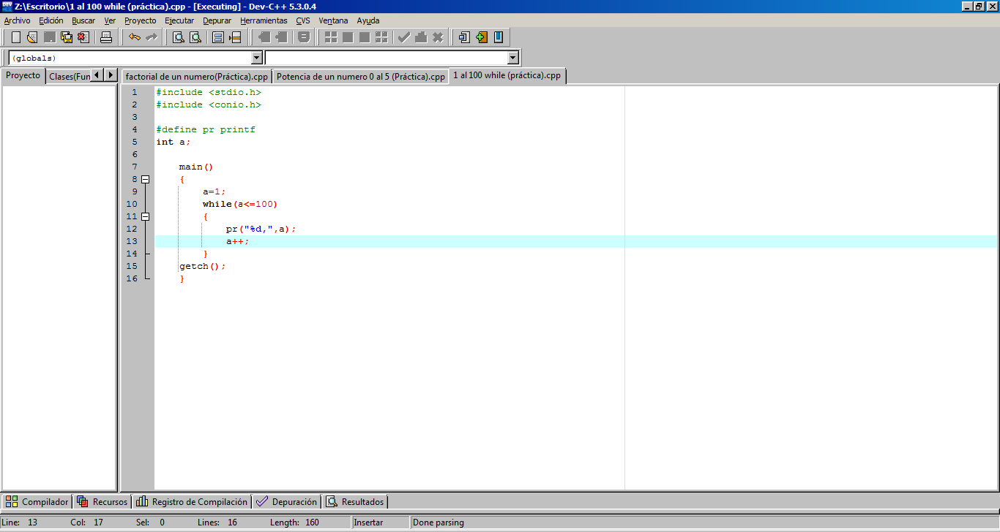 Z:\Escritorio\1 al 100 while (práctica).cpp - [Executing] - Dev-C++ 5.3.0.4
Archivo Edición Buscar Ver Proyecto Ejecutar Depurar Herramientas CVS Ventana Ayuda
(globals)
Proyecto Clases(Fun factorial de un numero(Práctica).cpp Potencia de un numero 0 al 5 (Práctica).cpp 1 al 100 while (práctica).cpp
1 #include <stdio.h>
2 #include <conio.h>
3
4 #define pr printf
5 int a;
6
7 main()
8 {
9 a=1;
10 while(a<=100)
11 {
12 pr("%d,",a);
13 a++;
14 }
15 getch();
16 }
Compilador Recursos Registro de Compilación Depuración Resultados
Line: 13 Col: 17 Sel: 0 Lines: 16 Length: 160 Insertar Done parsing